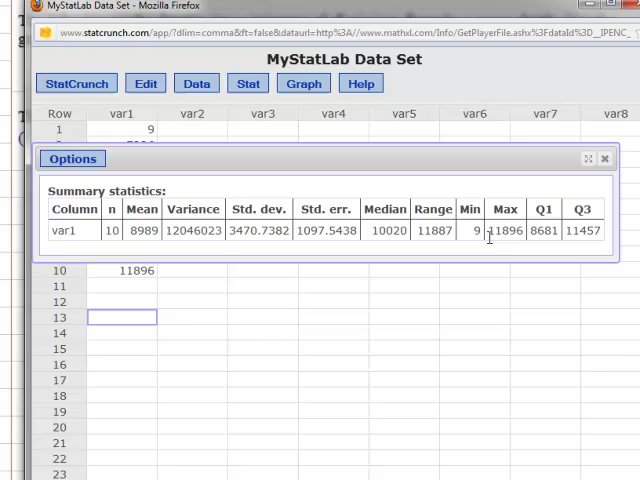 MyStatLab Data Set - Mozilla Firefox
www.statcrunch.com/app/?dlim=comma&ft=false&dataurl=http%3A//www.mathxl.com/Info/GetPlayerFile.ashx%3FdataId%3D__IPENC_
MyStatLab Data Set
StatCrunch Edit Data Stat Graph Help
Row var1 var2 var3 var4 var5 var6 var7 var8
1 9
Options
Summary statistics:
Column n Mean Variance Std. dev. Std. err. Median Range Min Max Q1 Q3
var1 10 8989 12046023 3470.7382 1097.5438 10020 11887 9 11896 8681 11457
10 11896
11
12
13
14
15
16
17
18
19
20
21
22
23